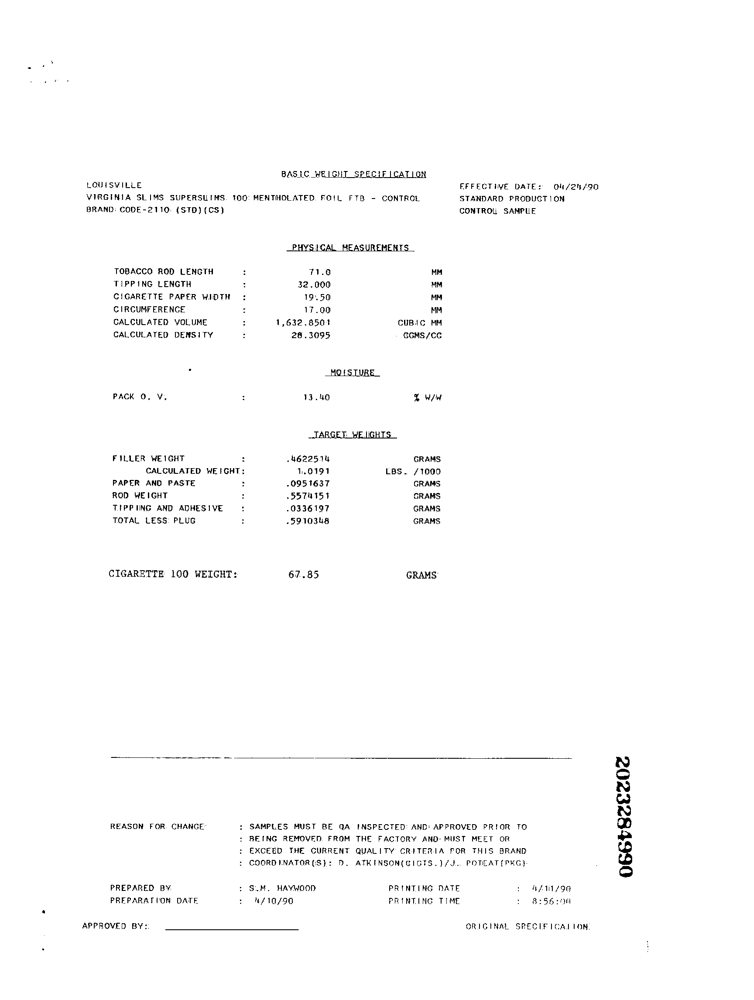 BASIC WEIGHT SPECIFICATION
LOUISVILLE EFFECTIVE DATE: 04/24/90
VIRGINIA SLIMS SUPERSLIMS 100 MENTHOLATED FOIL FTB - CONTROL STANDARD PRODUCTION
BRAND CODE-2110 (STD)(CS) CONTROL SAMPLE
PHYSICAL MEASUREMENTS
TOBACCO ROD LENGTH : 71.0 MM
TIPPING LENGTH : 32.000 MM
CIGARETTE PAPER WIDTH : 19.50 MM
CIRCUMFERENCE : 17.00 MM
CALCULATED VOLUME : 1,632.8501 CUBIC MM
CALCULATED DENSITY : 28.3095 CGMS/CC
MOISTURE
PACK O. V. : 13.40 % W/W
TARGET WEIGHTS
FILLER WEIGHT : .4622514 GRAMS
CALCULATED WEIGHT: 1.0191 LBS. /1000
PAPER AND PASTE : .0951637 GRAMS
ROD WEIGHT : .5574151 GRAMS
TIPPING AND ADHESIVE : .0336197 GRAMS
TOTAL LESS PLUG : .5910348 GRAMS
CIGARETTE 100 WEIGHT: 67.85 GRAMS
2023284990
REASON FOR CHANGE : SAMPLES MUST BE QA INSPECTED AND APPROVED PRIOR TO
: BEING REMOVED FROM THE FACTORY AND MUST MEET OR
: EXCEED THE CURRENT QUALITY CRITERIA FOR THIS BRAND
: COORDINATOR(S): D. ATKINSON(CIGTS.)/J. POTEAT(PKG)
PREPARED BY : S.M. HAYWOOD PRINTING DATE :
PREPARATION DATE : 4/10/90 PRINTING TIME : 8:56:00
APPROVED BY: ORIGINAL SPECIFICATION